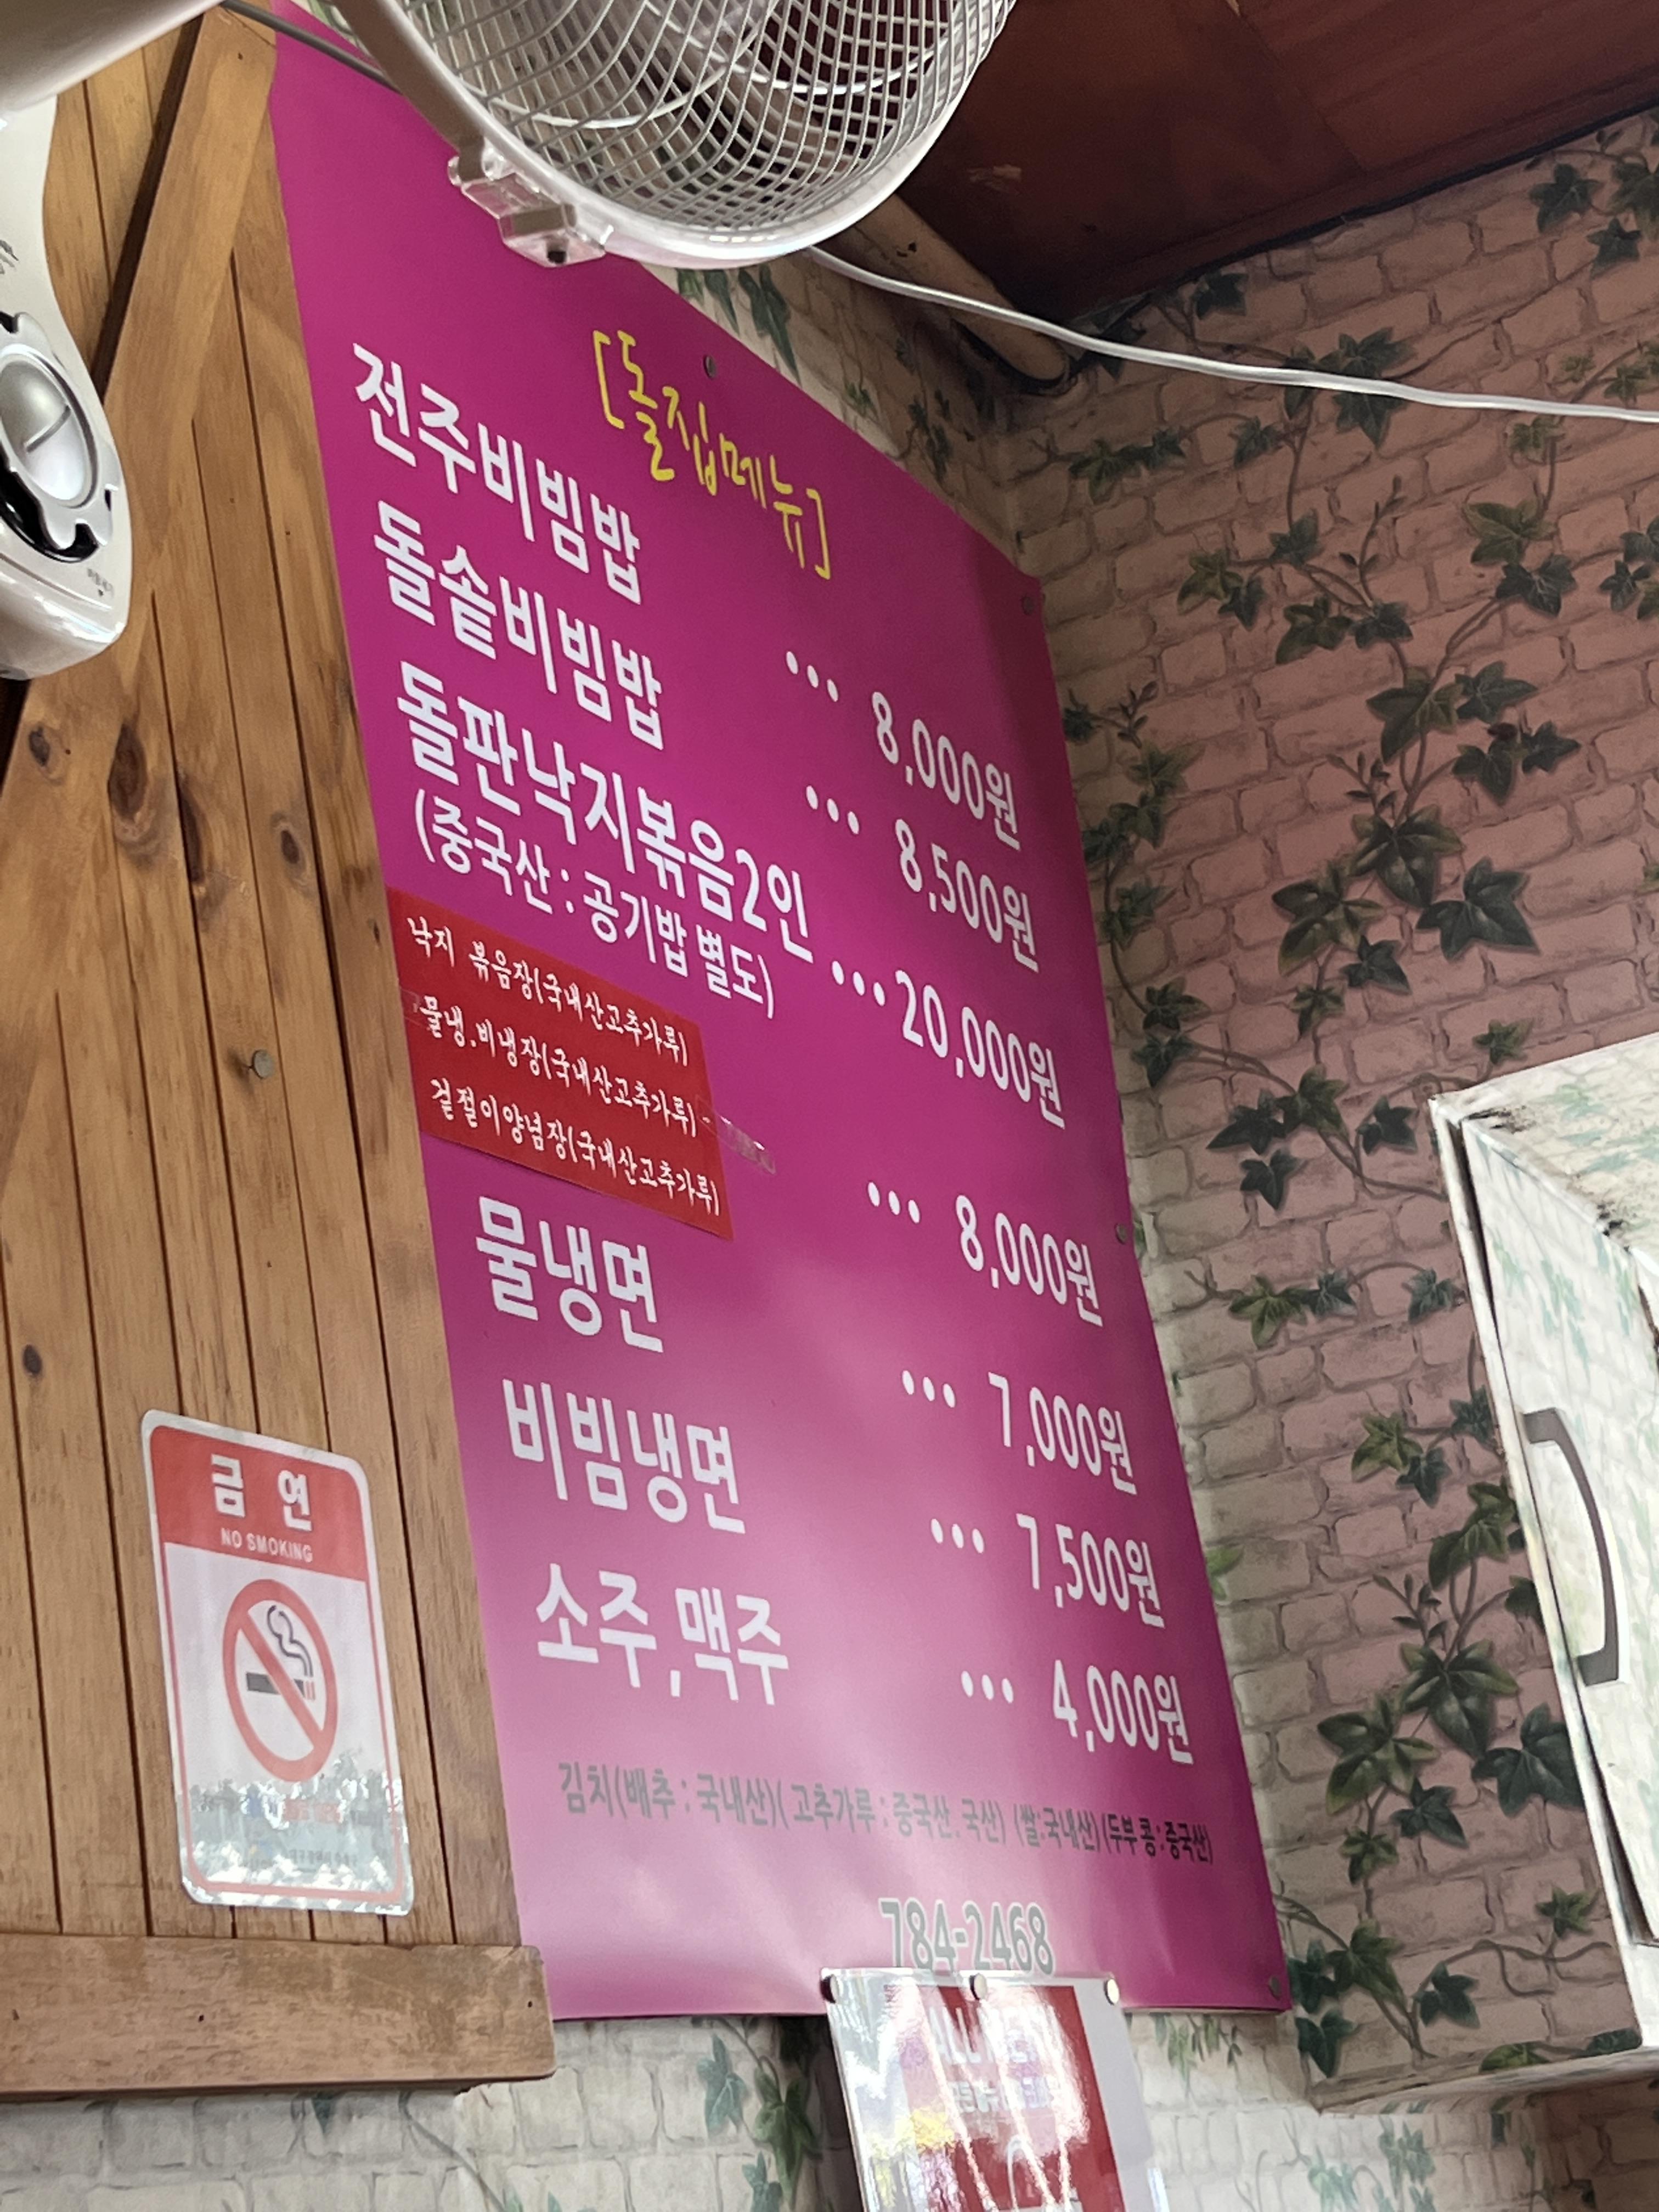 [돌집메뉴]
전주비빔밥 ... 8,000원
돌솥비빔밥 ... 8,500원
돌판낙지볶음2인 ... 20,000원
(중국산 : 공기밥 별도)
낙지 볶음장(국내산고추가루)
물냉.비냉장(국내산고추가루)
겉절이양념장(국내산고추가루)
... 8,000원
물냉면 ... 7,000원
비빔냉면 ... 7,500원
소주,맥주 ... 4,000원
김치(배추 : 국내산)( 고추가루 : 중국산. 국산) (쌀:국내산) (두부 콩 : 중국산)
784-2468
금 연
NO SMOKING